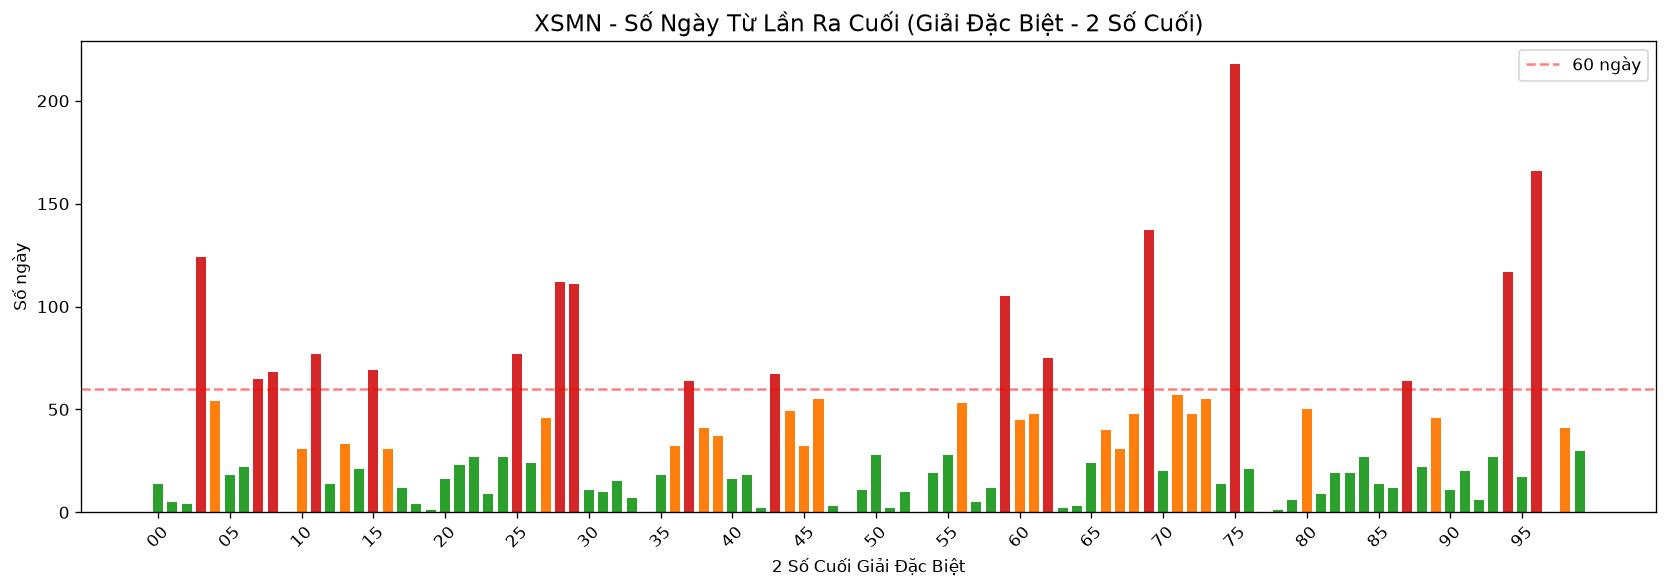 XSMN - Số Ngày Từ Lần Ra Cuối (Giải Đặc Biệt - 2 Số Cuối)
60 ngày
Số ngày
200
150
100
50
0
00 05 10 15 20 25 30 35 40 45 50 55 60 65 70 75 80 85 90 95
2 Số Cuối Giải Đặc Biệt